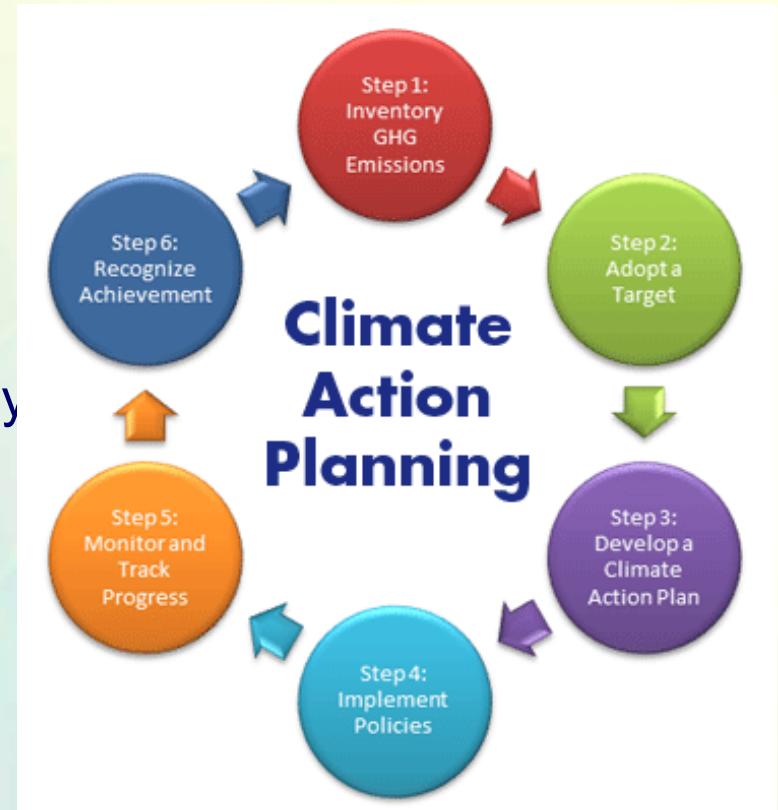 Step 1:
Inventory
GHG
Emissions
Step 2:
Adopt a
Target
Step 3:
Develop a
Climate
Action Plan
Step 4:
Implement
Policies
Step 5:
Monitor and
Track
Progress
Step 6:
Recognize
Achievement
Climate
Action
Planning
y